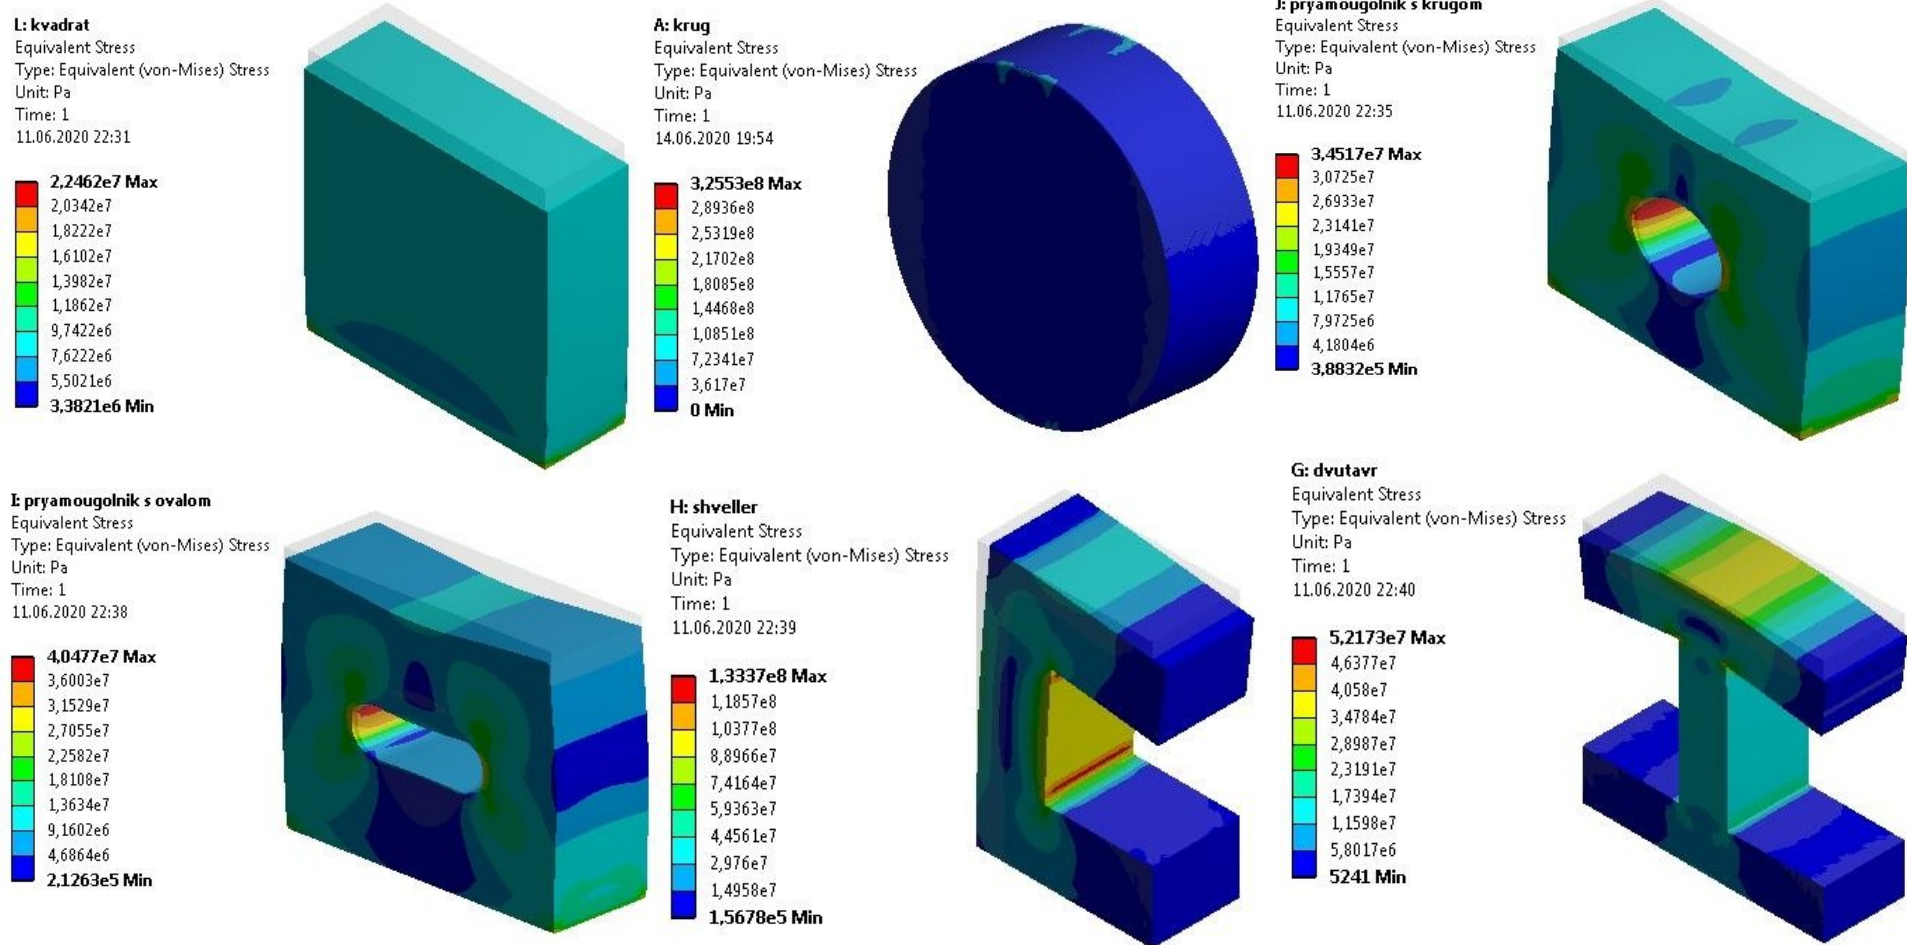 L: kvadrat
Equivalent Stress
Type: Equivalent (von-Mises) Stress
Unit: Pa
Time: 1
11.06.2020 22:31
2,2462e7 Max
2,0342e7
1,8222e7
1,6102e7
1,3982e7
1,1862e7
9,7422e6
7,6222e6
5,5021e6
3,3821e6 Min
A: krug
Equivalent Stress
Type: Equivalent (von-Mises) Stress
Unit: Pa
Time: 1
14.06.2020 19:54
3,2553e8 Max
2,8936e8
2,5319e8
2,1702e8
1,8085e8
1,4468e8
1,0851e8
7,2341e7
3,617e7
0 Min
J: pryamougolnik s krugom
Equivalent Stress
Type: Equivalent (von-Mises) Stress
Unit: Pa
Time: 1
11.06.2020 22:35
3,4517e7 Max
3,0725e7
2,6933e7
2,3141e7
1,9349e7
1,5557e7
1,1765e7
7,9725e6
4,1804e6
3,8832e5 Min
I: pryamougolnik s ovalom
Equivalent Stress
Type: Equivalent (von-Mises) Stress
Unit: Pa
Time: 1
11.06.2020 22:38
4,0477e7 Max
3,6003e7
3,1529e7
2,7055e7
2,2582e7
1,8108e7
1,3634e7
9,1602e6
4,6864e6
2,1263e5 Min
H: shveller
Equivalent Stress
Type: Equivalent (von-Mises) Stress
Unit: Pa
Time: 1
11.06.2020 22:39
1,3337e8 Max
1,1857e8
1,0377e8
8,8966e7
7,4164e7
5,9363e7
4,4561e7
2,976e7
1,4958e7
1,5678e5 Min
G: dvutavr
Equivalent Stress
Type: Equivalent (von-Mises) Stress
Unit: Pa
Time: 1
11.06.2020 22:40
5,2173e7 Max
4,6377e7
4,058e7
3,4784e7
2,8987e7
2,3191e7
1,7394e7
1,1598e7
5,8017e6
5241 Min